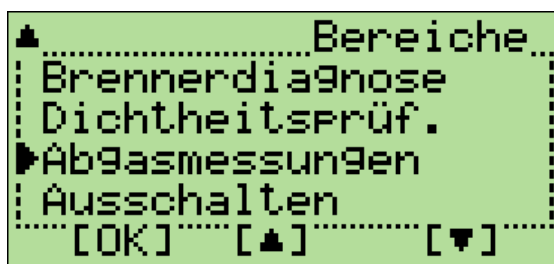 Bereiche
Brennerdiagnose
Dichtheitsprüf.
Abgasmessungen
Ausschalten
[OK] [▲] [▼]